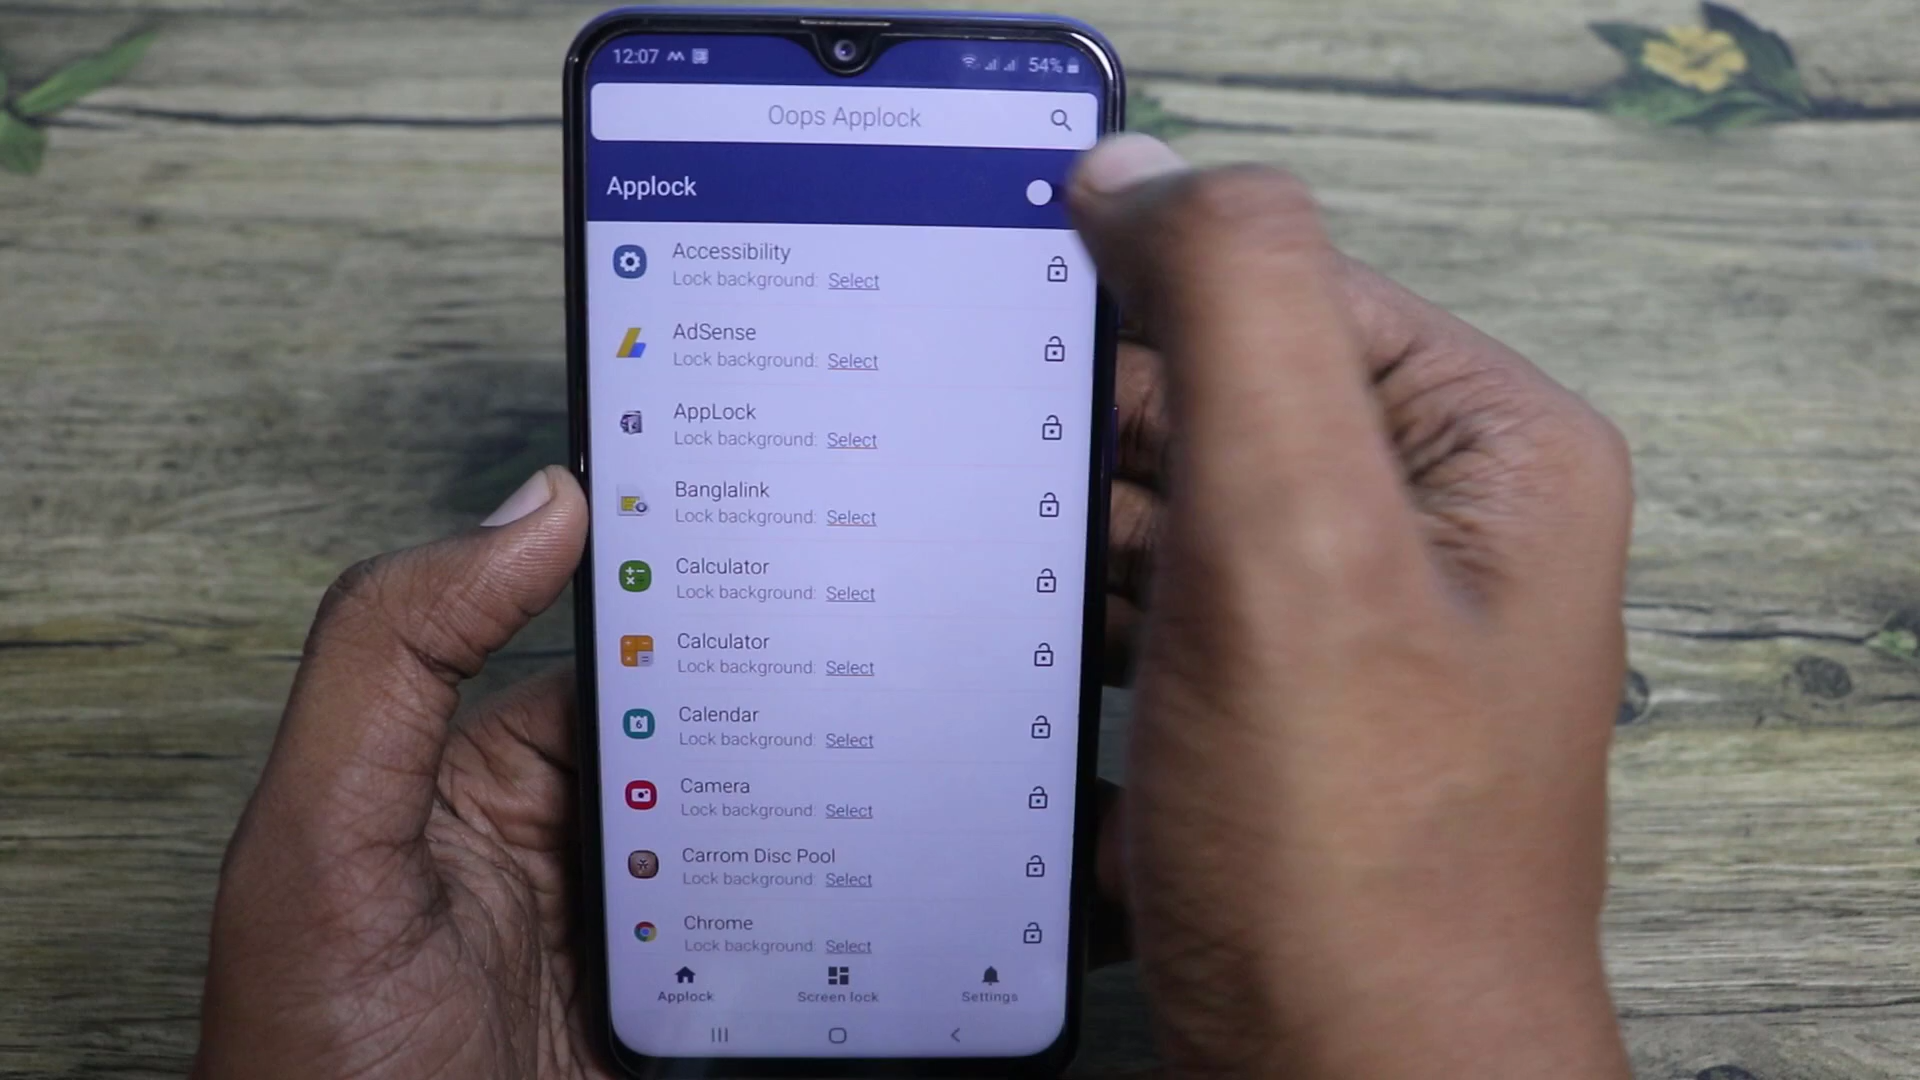 12:07
54%
Oops Applock
Applock
Accessibility
Lock background: Select
AdSense
Lock background: Select
AppLock
Lock background: Select
Banglalink
Lock background: Select
Calculator
Lock background: Select
Calculator
Lock background: Select
Calendar
Lock background: Select
6
Camera
Lock background: Select
Carrom Disc Pool
Lock background: Select
Chrome
Lock background: Select
Applock
Screen lock
Settings